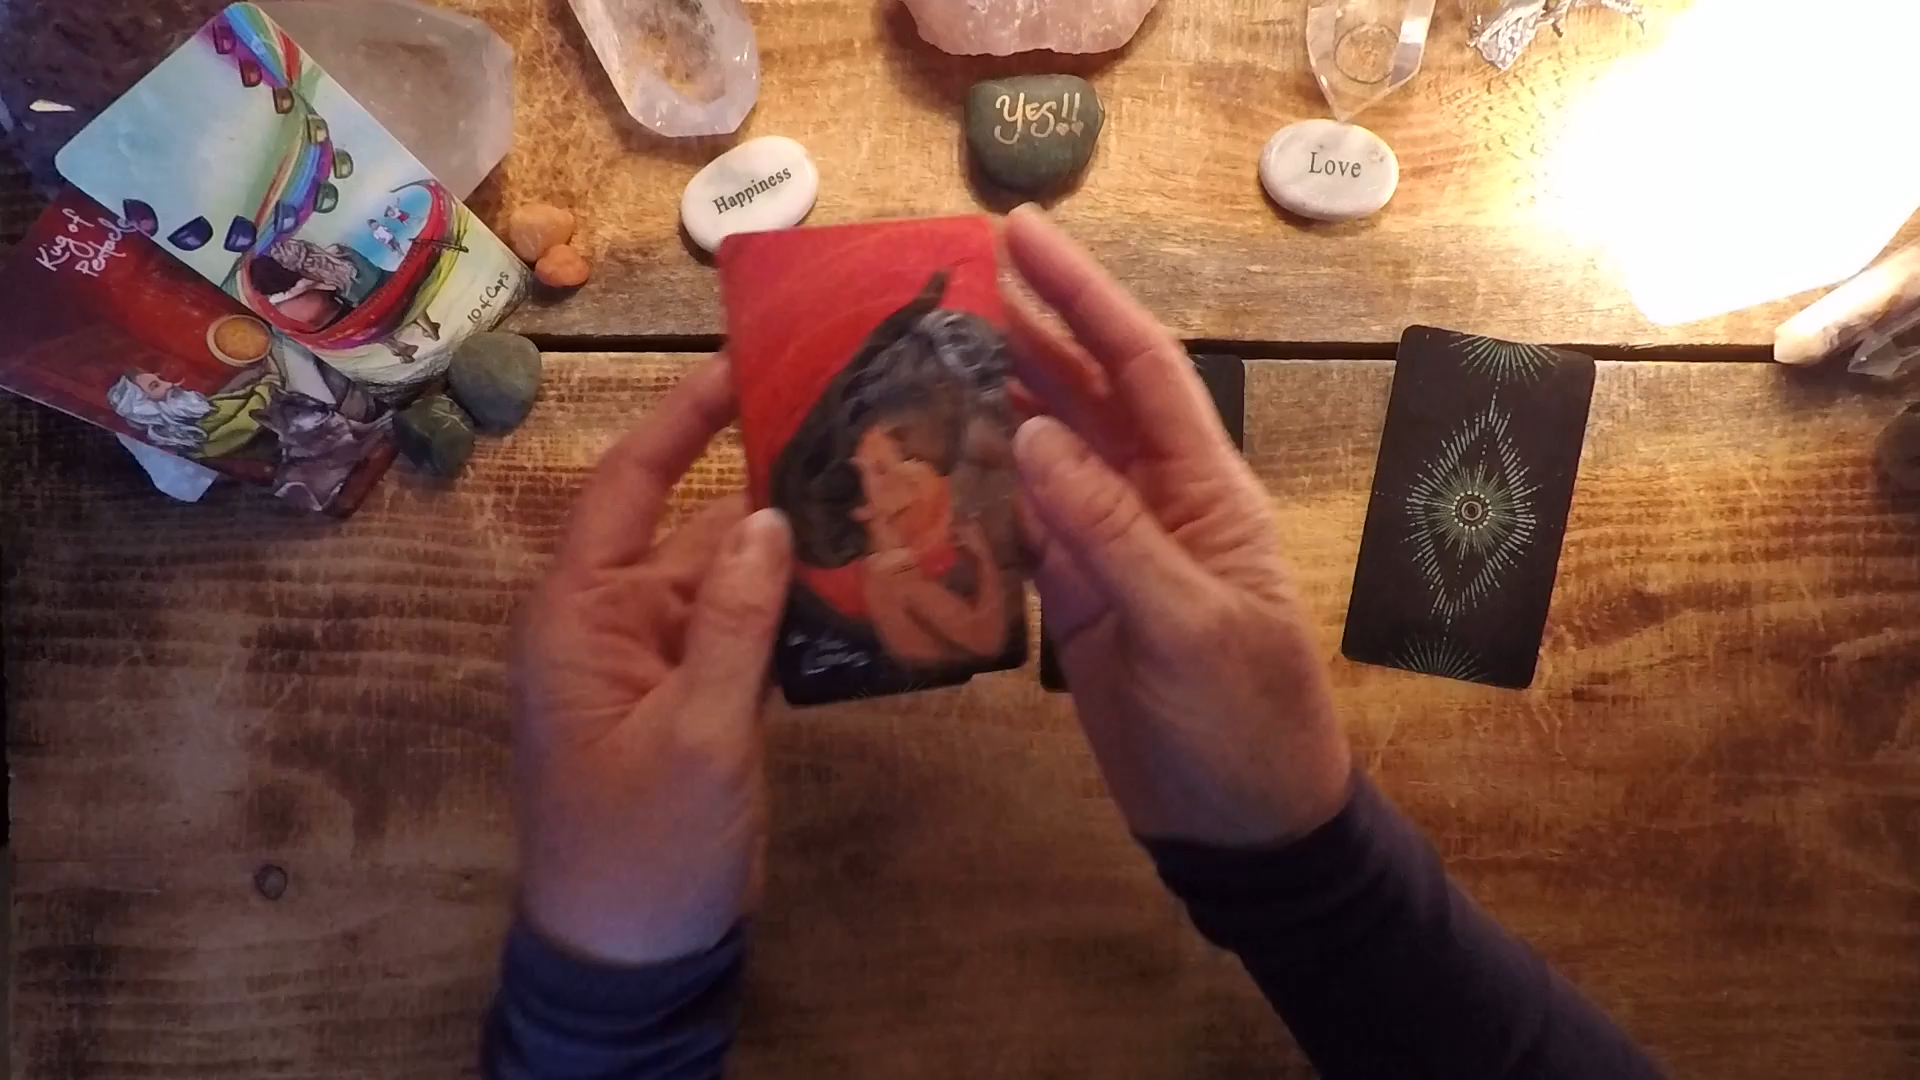 YES!!
Happiness
Love
King of
Pentacles
10 of Cups